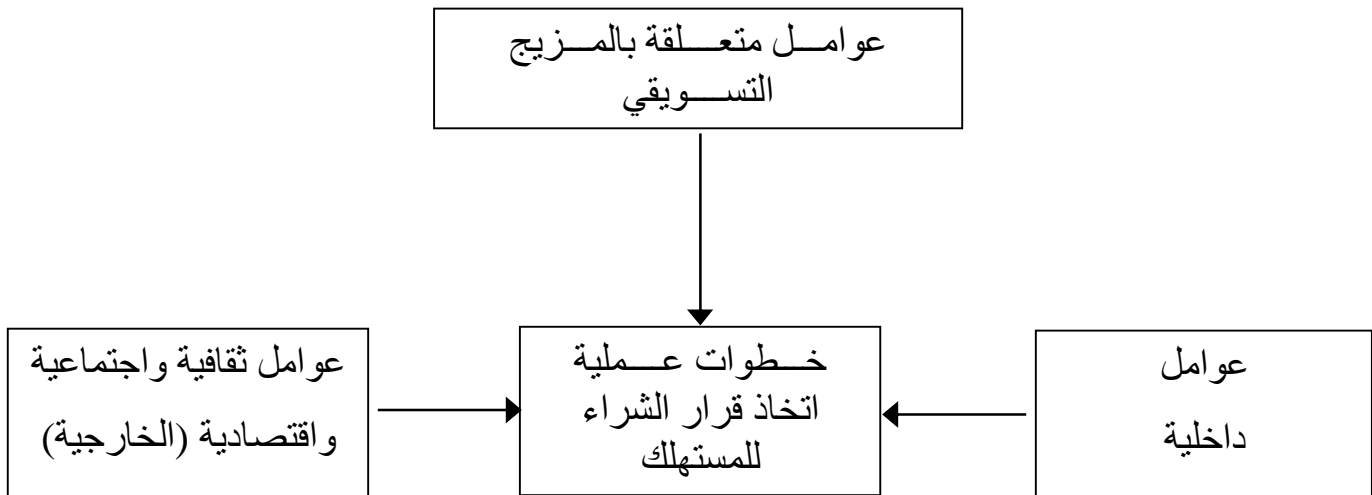 عوامل متعلقة بالمزيج
التسويقي
عوامل
داخلية
خطوات عملية
اتخاذ قرار الشراء
للمستهلك
عوامل ثقافية واجتماعية
واقتصادية (الخارجية)